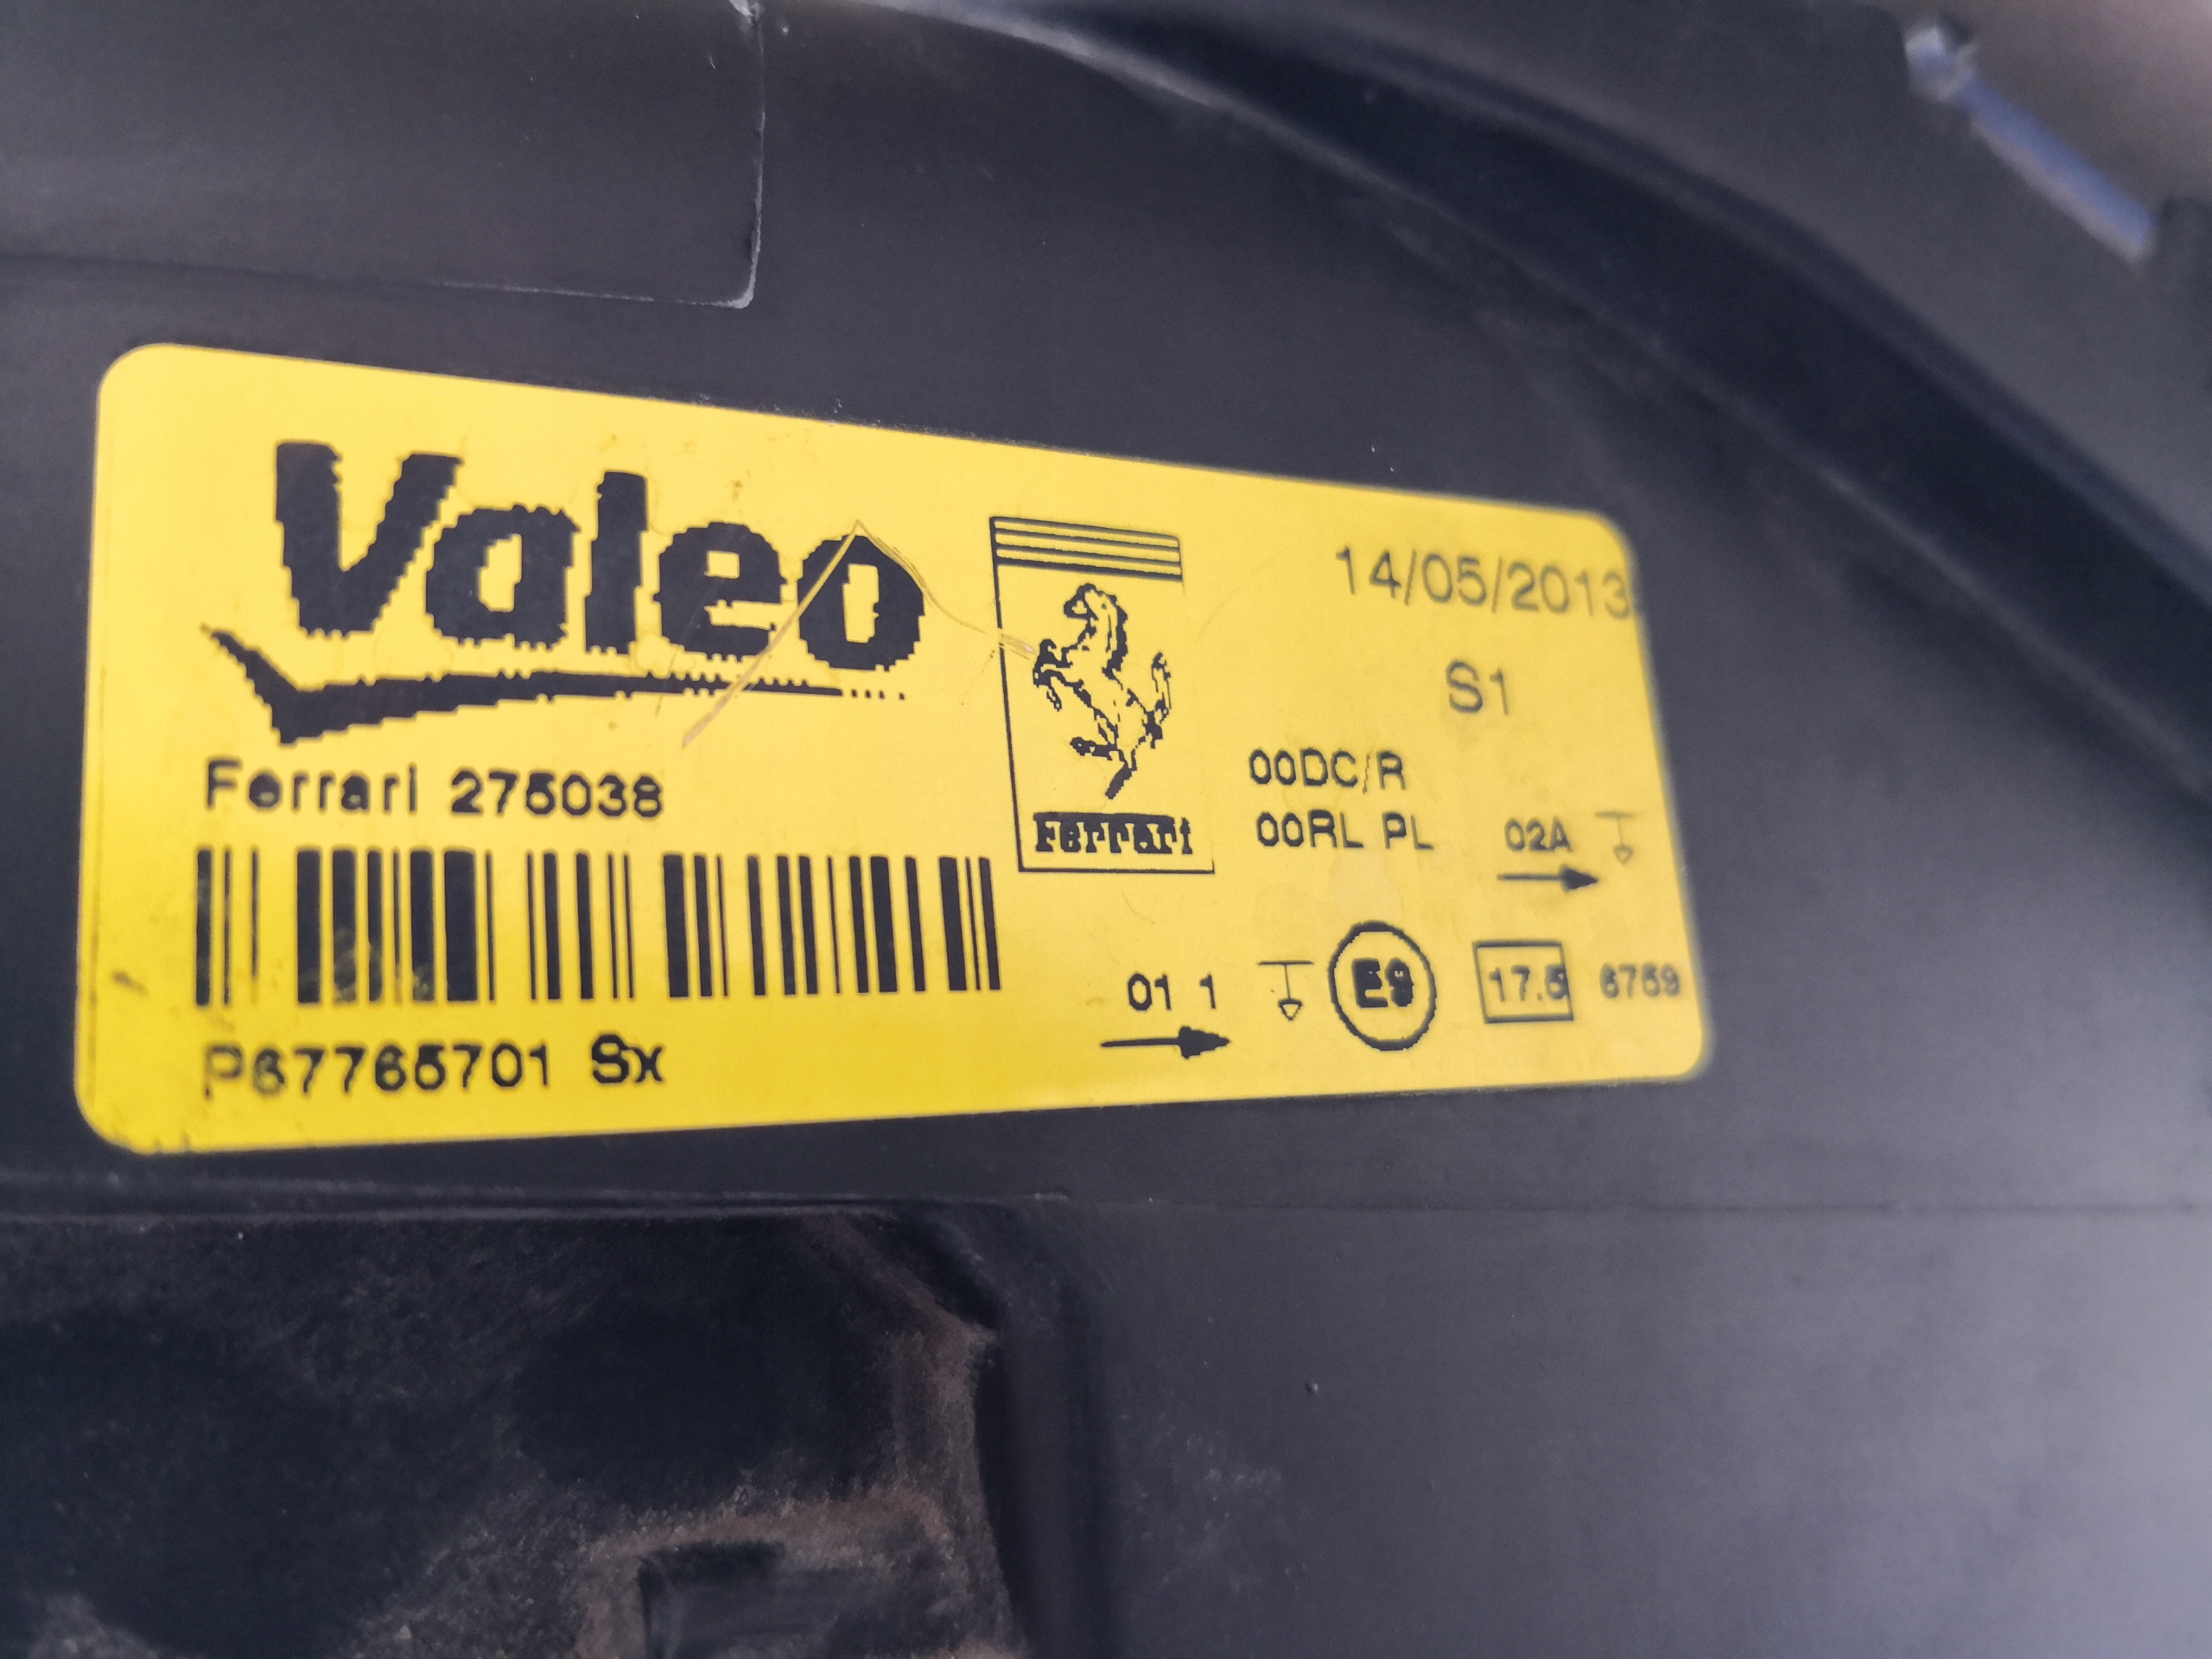 Valeo
Ferrari 275038
P67765701 Sx
Ferrari
14/05/2013
S1
00DC/R
00RL PL
02A
01 1
E9
17.5
6759